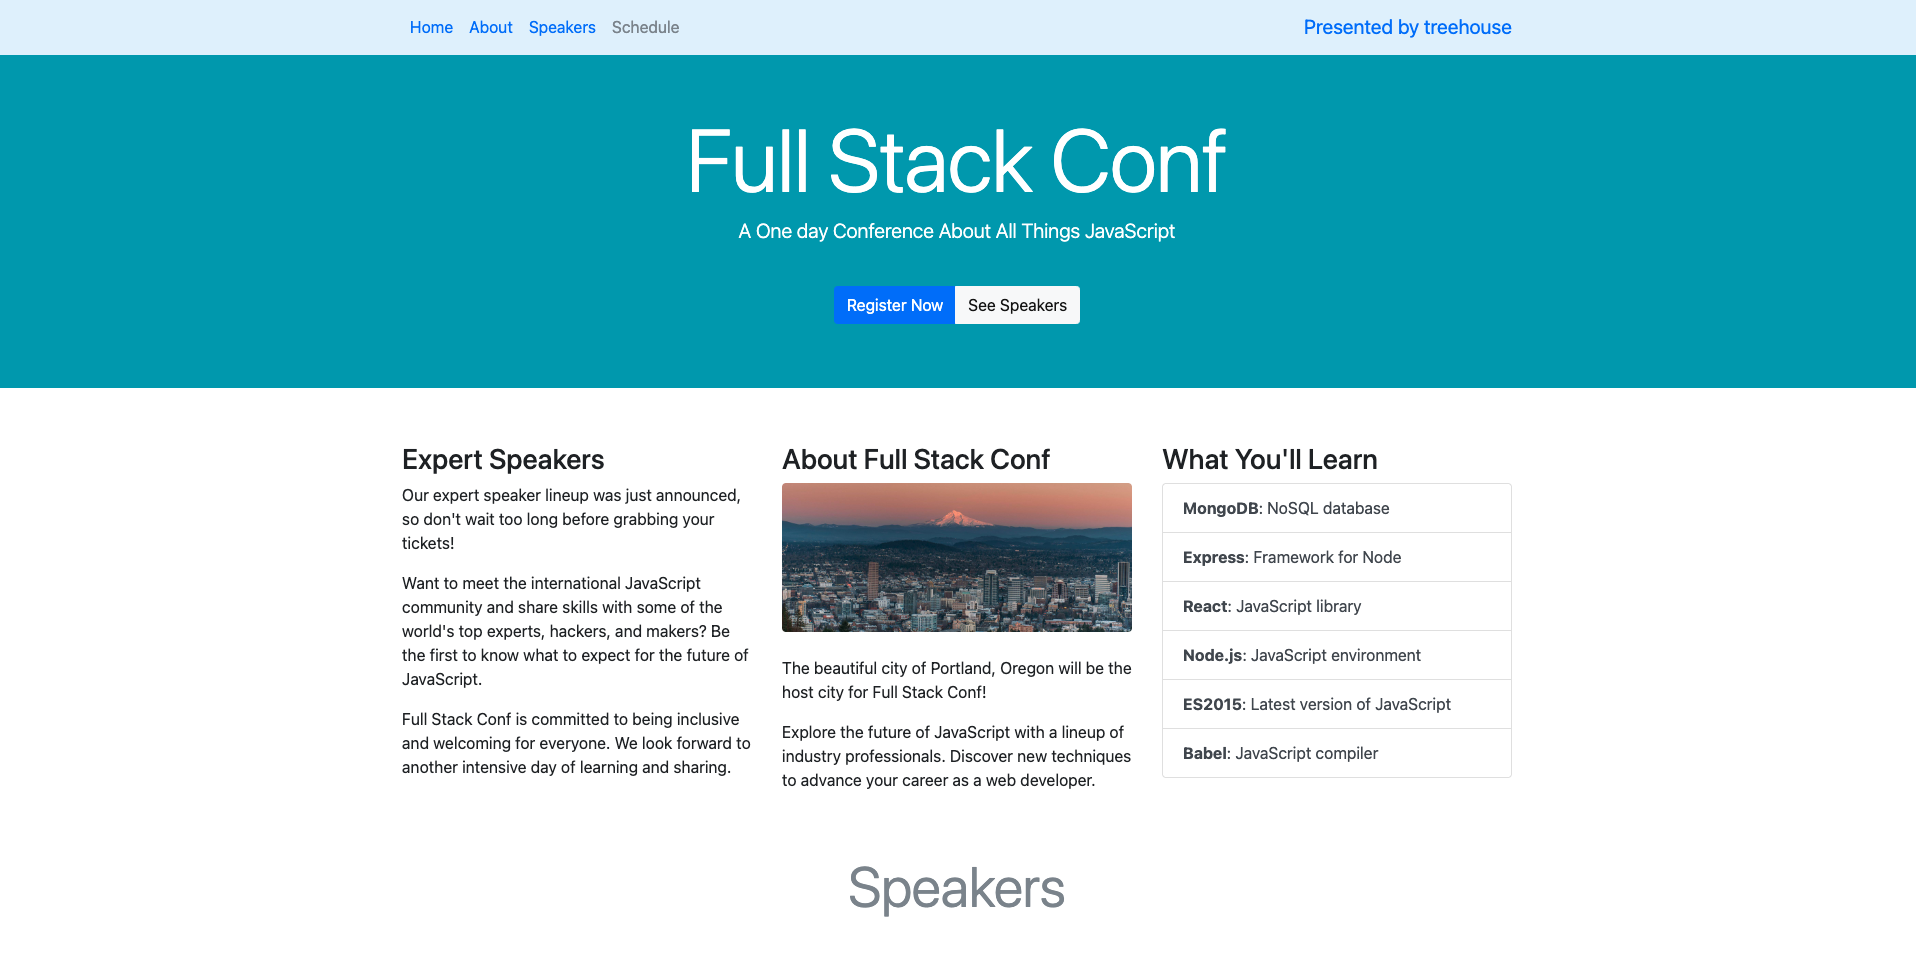 Home About Speakers Schedule
Presented by treehouse
Full Stack Conf
A One day Conference About All Things JavaScript
Register Now
See Speakers
Expert Speakers
Our expert speaker lineup was just announced,
so don't wait too long before grabbing your
tickets!
Want to meet the international JavaScript
community and share skills with some of the
world's top experts, hackers, and makers? Be
the first to know what to expect for the future of
JavaScript.
Full Stack Conf is committed to being inclusive
and welcoming for everyone. We look forward to
another intensive day of learning and sharing.
About Full Stack Conf
The beautiful city of Portland, Oregon will be the
host city for Full Stack Conf!
Explore the future of JavaScript with a lineup of
industry professionals. Discover new techniques
to advance your career as a web developer.
What You'll Learn
MongoDB: NoSQL database
Express: Framework for Node
React: JavaScript library
Node.js: JavaScript environment
ES2015: Latest version of JavaScript
Babel: JavaScript compiler
Speakers